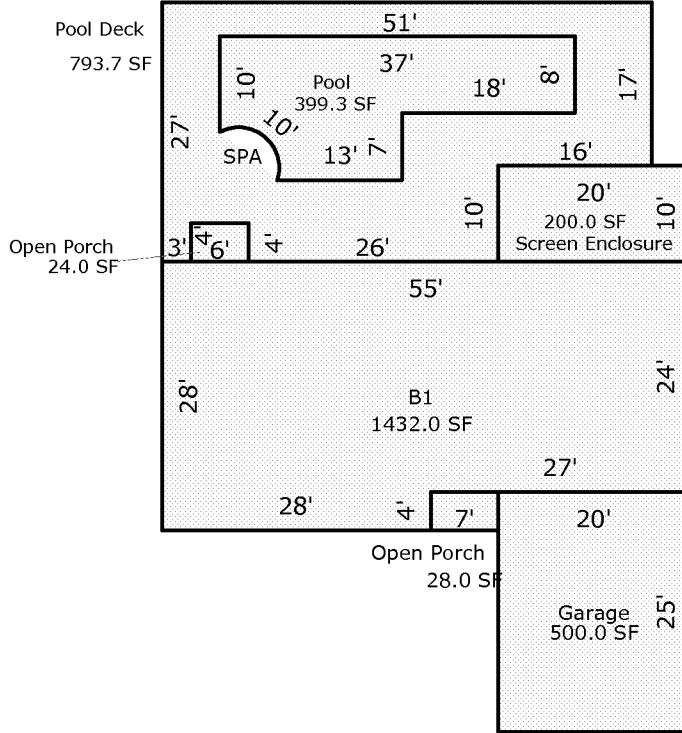 51'
Pool Deck
793.7 SF
37'
10'
Pool
399.3 SF
18'
8'
17'
10'
27'
SPA
13'
7'
16'
20'
10'
200.0 SF
10'
Screen Enclosure
Open Porch
24.0 SF
3'
4'
6'
4'
26'
55'
28'
B1
1432.0 SF
24'
27'
28'
4'
7'
20'
Open Porch
28.0 SF
Garage
500.0 SF
25'